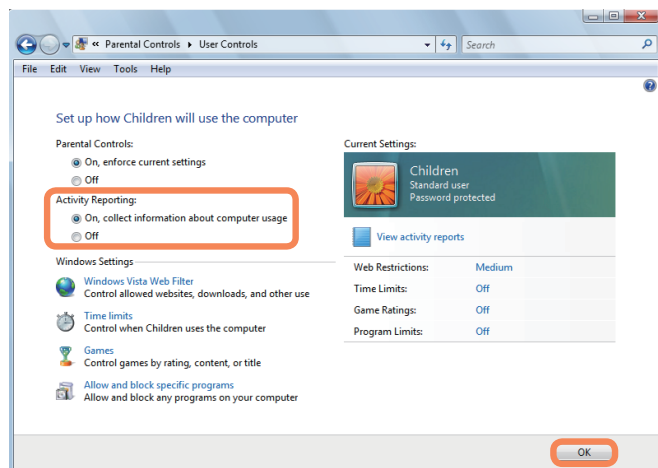 « Parental Controls ▸ User Controls
Search
File Edit View Tools Help
Set up how Children will use the computer
Parental Controls:
On, enforce current settings
Off
Activity Reporting:
On, collect information about computer usage
Off
Windows Settings
Windows Vista Web Filter
Control allowed websites, downloads, and other use
Time limits
Control when Children uses the computer
Games
Control games by rating, content, or title
Allow and block specific programs
Allow and block any programs on your computer
Current Settings:
Children
Standard user
Password protected
View activity reports
Web Restrictions: Medium
Time Limits: Off
Game Ratings: Off
Program Limits: Off
OK